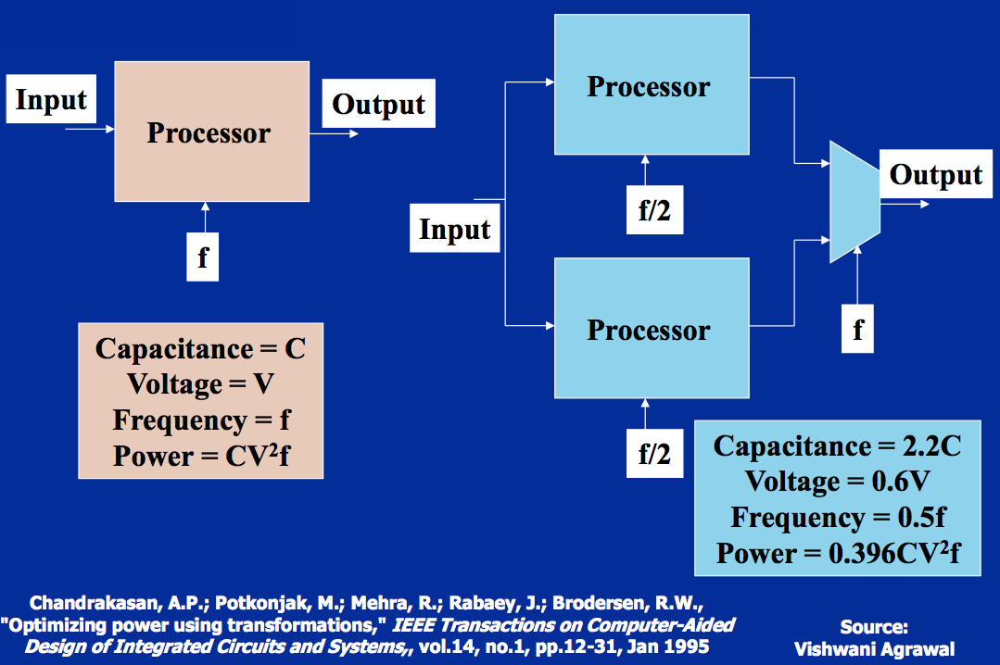 Input
Processor
Output
f
Capacitance = C
Voltage = V
Frequency = f
Power = CV²f
Processor
f/2
Input
Output
Processor
f
f/2
Capacitance = 2.2C
Voltage = 0.6V
Frequency = 0.5f
Power = 0.396CV²f
Chandrakasan, A.P.; Potkonjak, M.; Mehra, R.; Rabaey, J.; Brodersen, R.W.,
"Optimizing power using transformations," IEEE Transactions on Computer-Aided
Design of Integrated Circuits and Systems,, vol.14, no.1, pp.12-31, Jan 1995
Source:
Vishwani Agrawal